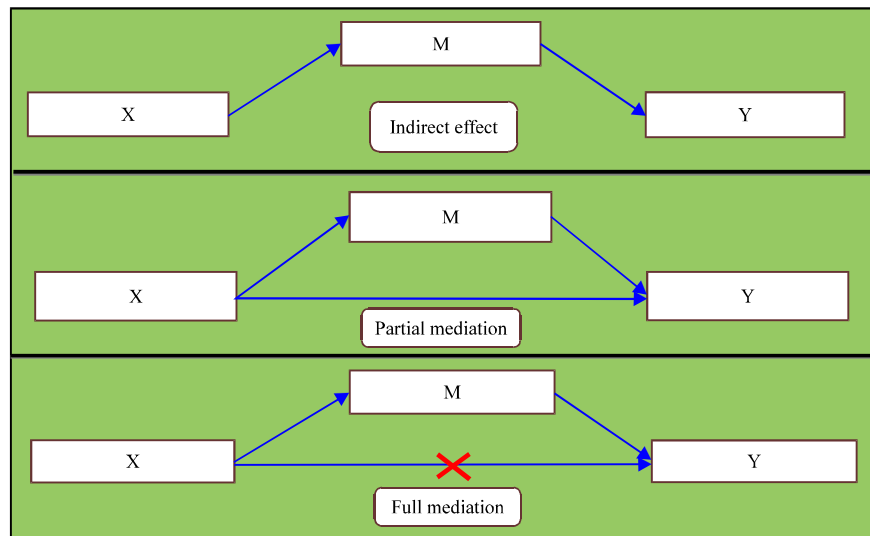 M
X
Y
Indirect effect
M
X
Y
Partial mediation
M
X
Y
Full mediation